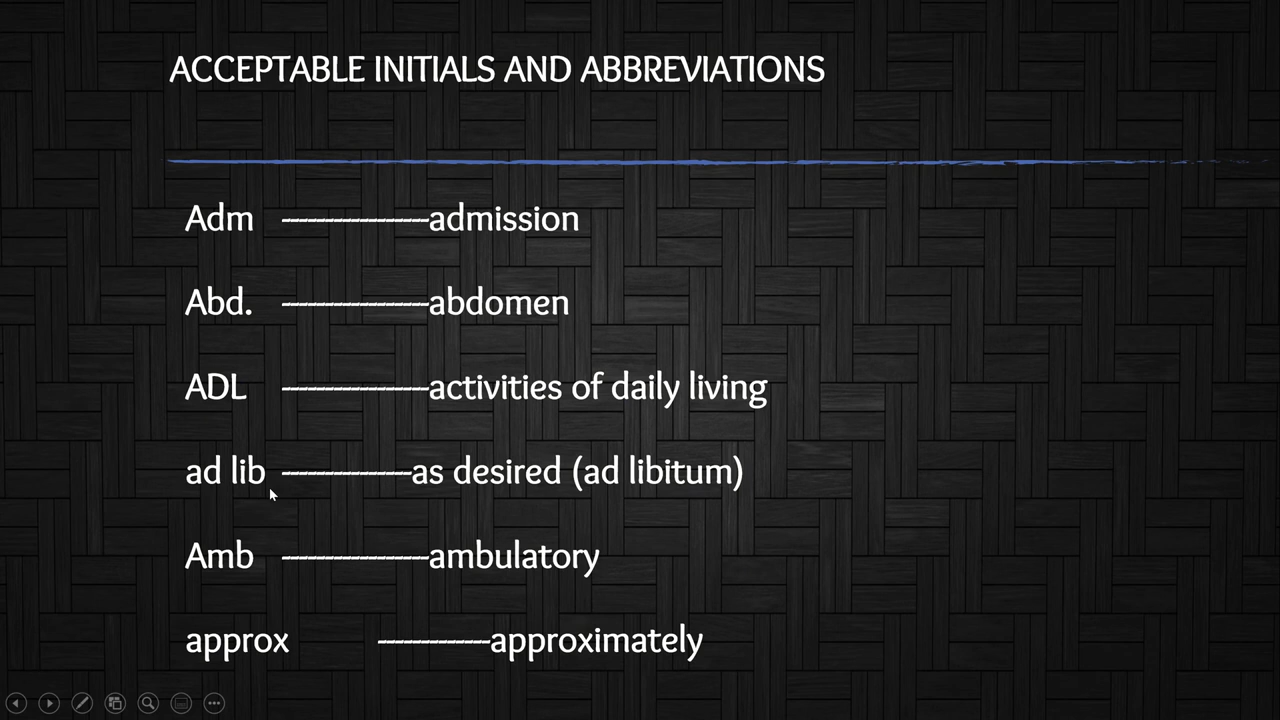 ACCEPTABLE INITIALS AND ABBREVIATIONS
Adm -----------------admission
Abd. -----------------abdomen
ADL -----------------activities of daily living
ad lib ---------------as desired (ad libitum)
Amb -----------------ambulatory
approx -------------approximately